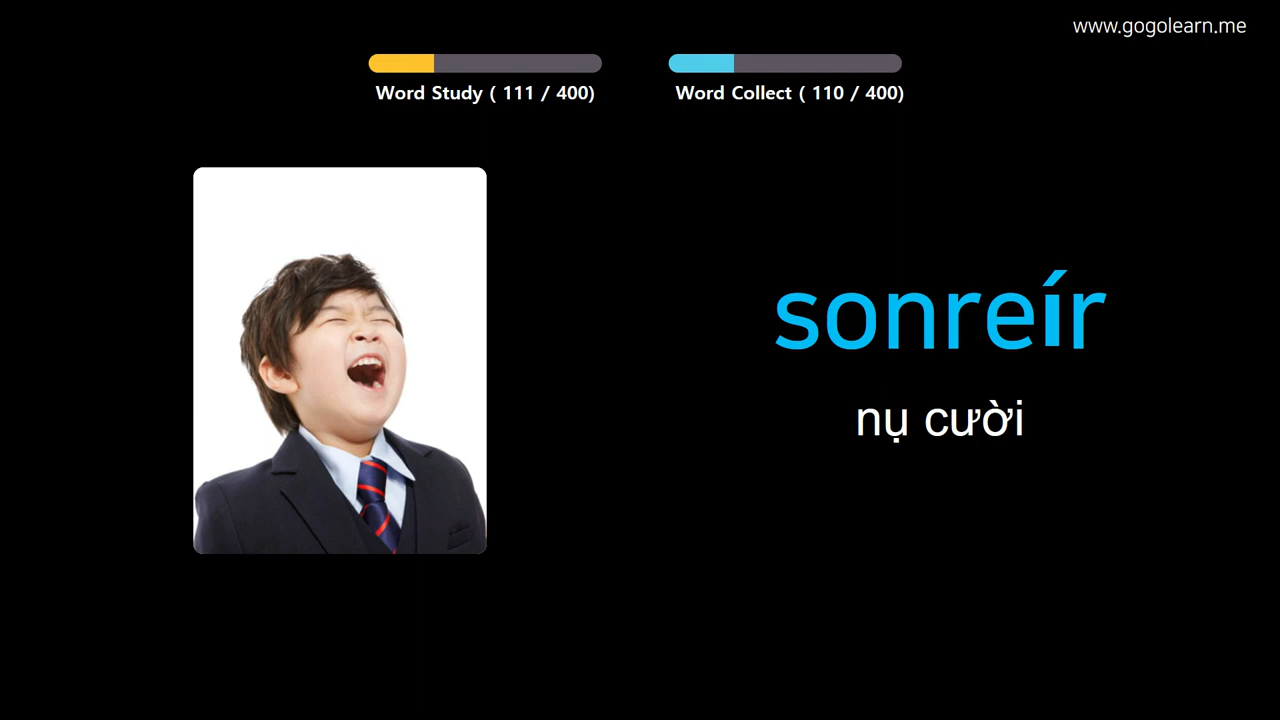 www.gogolearn.me
Word Study ( 111 / 400)
Word Collect ( 110 / 400)
sonreír
nụ cười